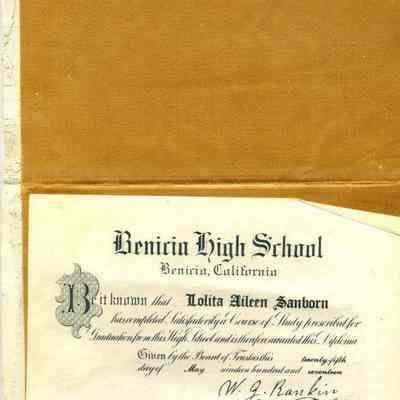 Benicia High School
Benicia, California
Be it known that Lolita Aileen Sanborn
has completed Satisfactorily a Course of Study prescribed for
Graduation from this High School and is therefore awarded this Diploma
Given by the Board of Trustees this twenty fifth
day of May nineteen hundred and seventeen
W. G. Rankin